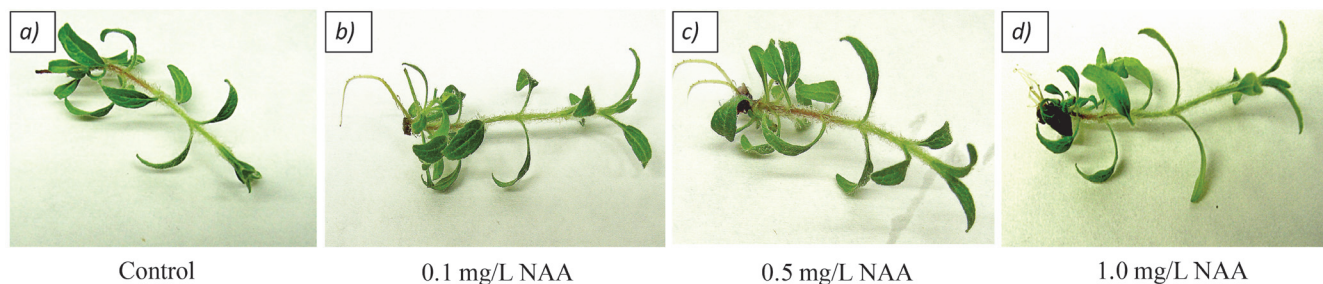 a)
b)
c)
d)
Control
0.1 mg/L NAA
0.5 mg/L NAA
1.0 mg/L NAA